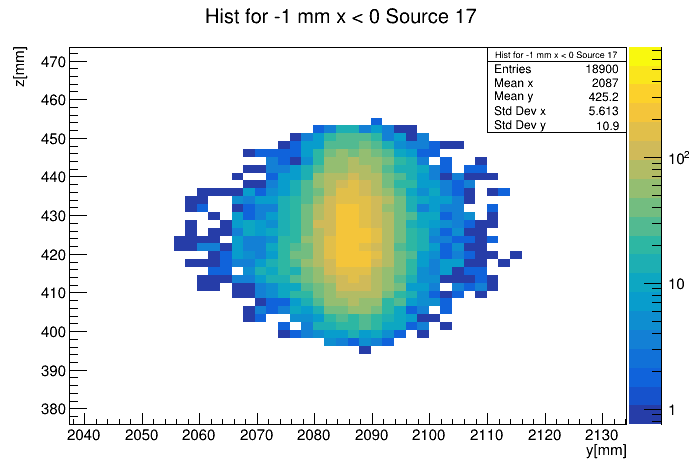 Hist for -1 mm x < 0 Source 17
z[mm]
470
460
450
440
430
420
410
400
390
380
2040 2050 2060 2070 2080 2090 2100 2110 2120 2130
y[mm]
Hist for -1 mm x < 0 Source 17
Entries 18900
Mean x 2087
Mean y 425.2
Std Dev x 5.613
Std Dev y 10.9
10²
10
1